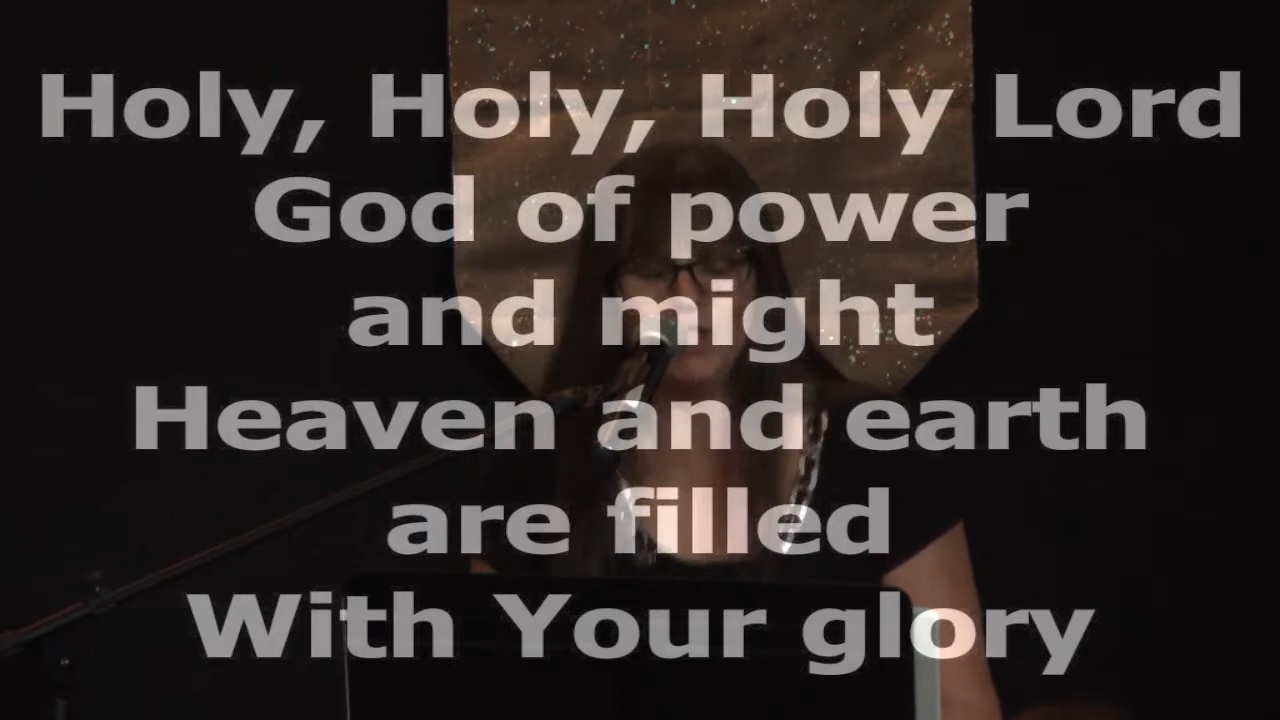 Holy, Holy, Holy Lord
God of power
and might
Heaven and earth
are filled
With Your glory